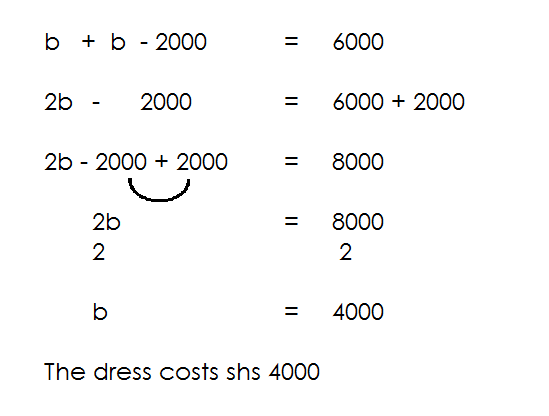 b + b - 2000 = 6000
2b - 2000 = 6000 + 2000
2b - 2000 + 2000 = 8000
2b = 8000
2 2
b = 4000
The dress costs shs 4000